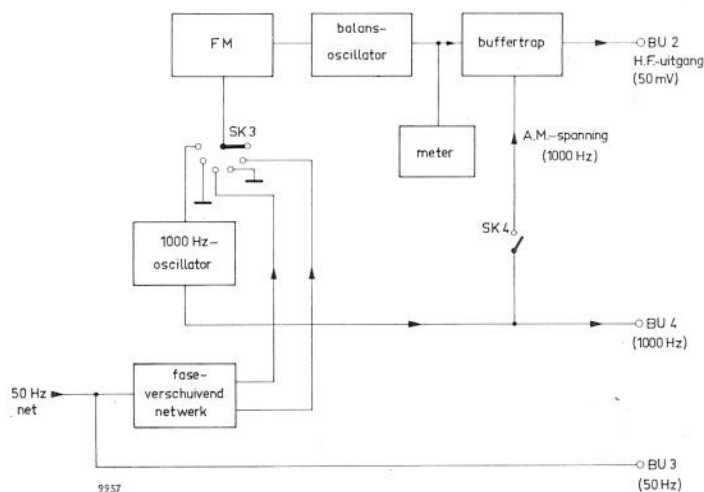 FM
balans-
oscillator
buffertrap
BU 2
H.F.-uitgang
(50 mV)
meter
SK 3
A.M.-spanning
(1000 Hz)
1000 Hz-
oscillator
SK 4
BU 4
(1000 Hz)
50 Hz
net
fase-
verschuivend
netwerk
BU 3
(50 Hz)
9957